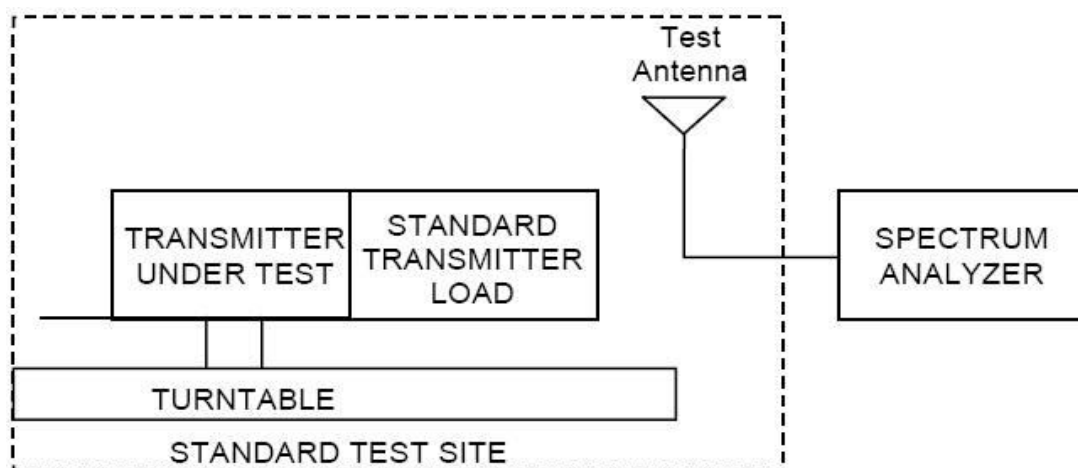 Test
Antenna
TRANSMITTER
UNDER TEST
STANDARD
TRANSMITTER
LOAD
SPECTRUM
ANALYZER
TURNTABLE
STANDARD TEST SITE